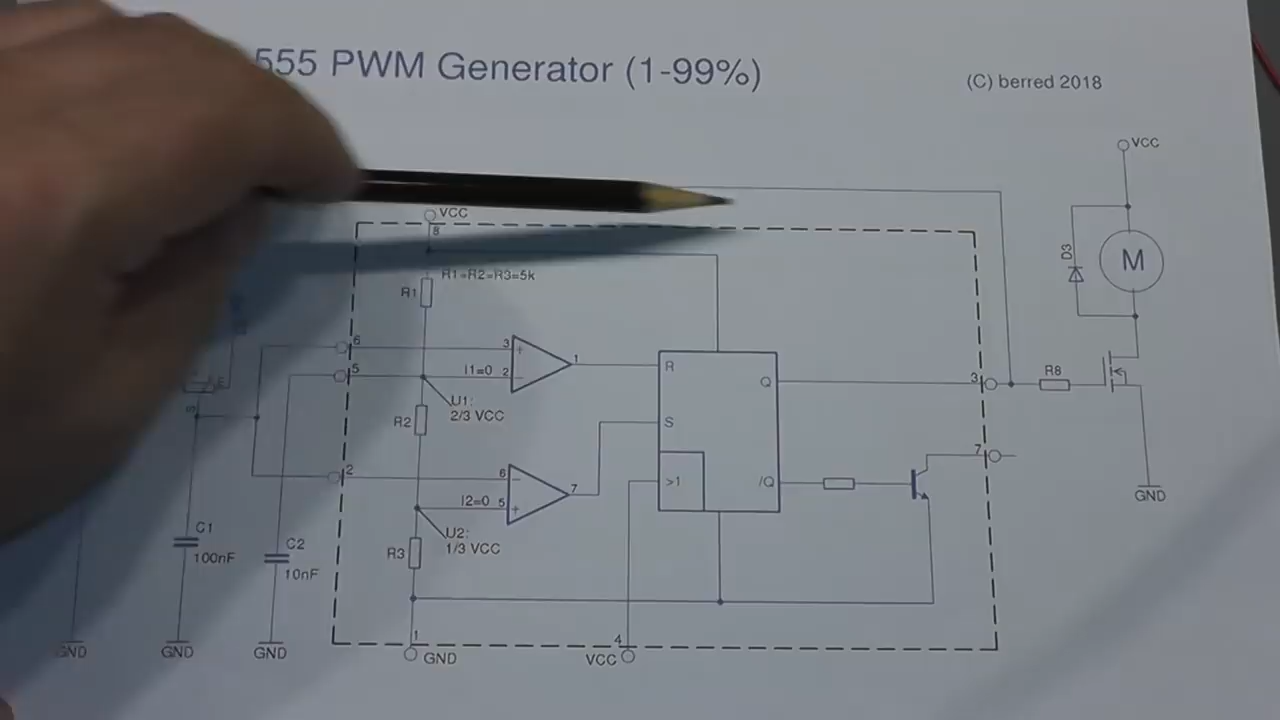 555 PWM Generator (1-99%)
(C) berred 2018
VCC
VCC
8
R1=R2=R3=5k
R1
D3
M
6
3
+
1
5
I1=0
2
-
R
Q
3
R8
U1:
2/3 VCC
R2
S
7
2
6
-
I2=0
5
+
7
>1
/Q
GND
U2:
1/3 VCC
R3
C1
100nF
C2
10nF
GND
GND
GND
1
GND
4
VCC